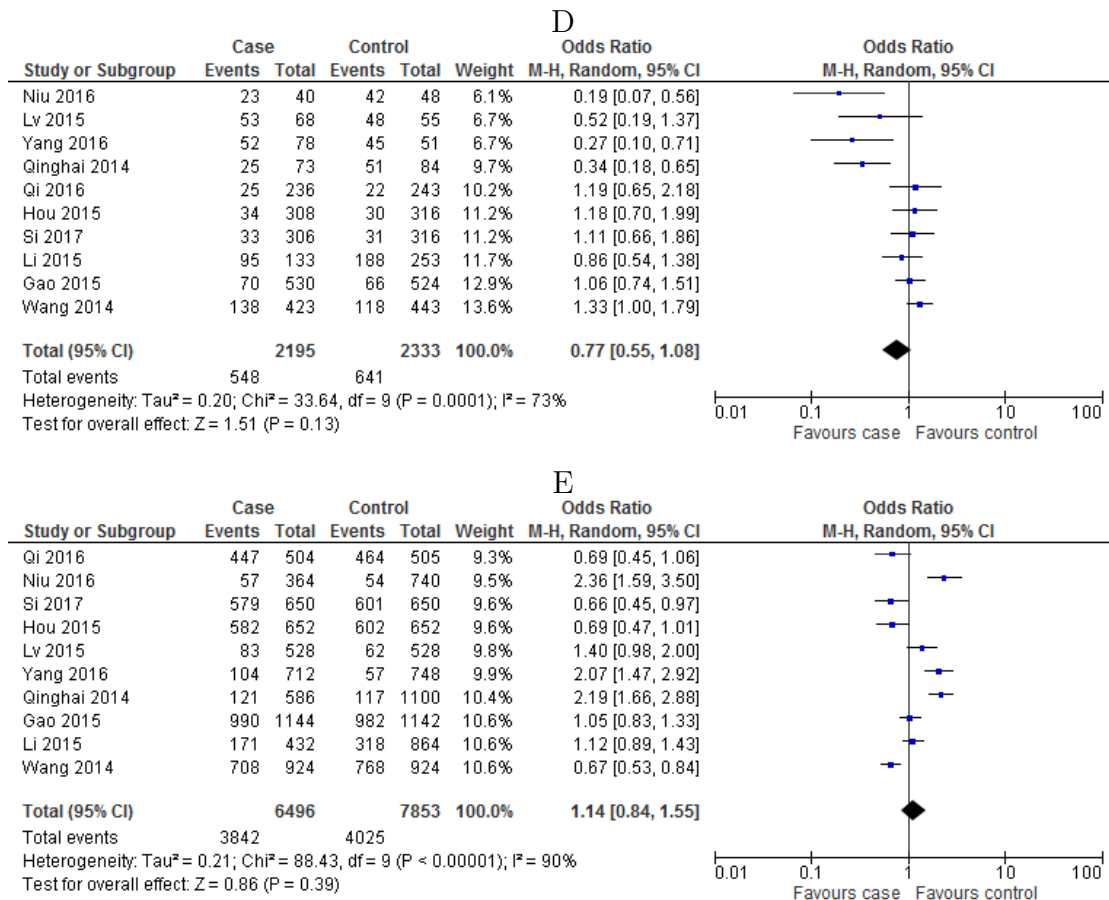 D
Case Control Odds Ratio Odds Ratio
Study or Subgroup Events Total Events Total Weight M-H, Random, 95% CI M-H, Random, 95% CI
Niu 2016 23 40 42 48 6.1% 0.19 [0.07, 0.56]
Lv 2015 53 68 48 55 6.7% 0.52 [0.19, 1.37]
Yang 2016 52 78 45 51 6.7% 0.27 [0.10, 0.71]
Qinghai 2014 25 73 51 84 9.7% 0.34 [0.18, 0.65]
Qi 2016 25 236 22 243 10.2% 1.19 [0.65, 2.18]
Hou 2015 34 308 30 316 11.2% 1.18 [0.70, 1.99]
Si 2017 33 306 31 316 11.2% 1.11 [0.66, 1.86]
Li 2015 95 133 188 253 11.7% 0.86 [0.54, 1.38]
Gao 2015 70 530 66 524 12.9% 1.06 [0.74, 1.51]
Wang 2014 138 423 118 443 13.6% 1.33 [1.00, 1.79]
Total (95% CI) 2195 2333 100.0% 0.77 [0.55, 1.08]
Total events 548 641
Heterogeneity: Tau² = 0.20; Chi² = 33.64, df = 9 (P = 0.0001); I² = 73%
Test for overall effect: Z = 1.51 (P = 0.13)
0.01 0.1 1 10 100
Favours case Favours control
E
Case Control Odds Ratio Odds Ratio
Study or Subgroup Events Total Events Total Weight M-H, Random, 95% CI M-H, Random, 95% CI
Qi 2016 447 504 464 505 9.3% 0.69 [0.45, 1.06]
Niu 2016 57 364 54 740 9.5% 2.36 [1.59, 3.50]
Si 2017 579 650 601 650 9.6% 0.66 [0.45, 0.97]
Hou 2015 582 652 602 652 9.6% 0.69 [0.47, 1.01]
Lv 2015 83 528 62 528 9.8% 1.40 [0.98, 2.00]
Yang 2016 104 712 57 748 9.9% 2.07 [1.47, 2.92]
Qinghai 2014 121 586 117 1100 10.4% 2.19 [1.66, 2.88]
Gao 2015 990 1144 982 1142 10.6% 1.05 [0.83, 1.33]
Li 2015 171 432 318 864 10.6% 1.12 [0.89, 1.43]
Wang 2014 708 924 768 924 10.6% 0.67 [0.53, 0.84]
Total (95% CI) 6496 7853 100.0% 1.14 [0.84, 1.55]
Total events 3842 4025
Heterogeneity: Tau² = 0.21; Chi² = 88.43, df = 9 (P < 0.00001); I² = 90%
Test for overall effect: Z = 0.86 (P = 0.39)
0.01 0.1 1 10 100
Favours case Favours control